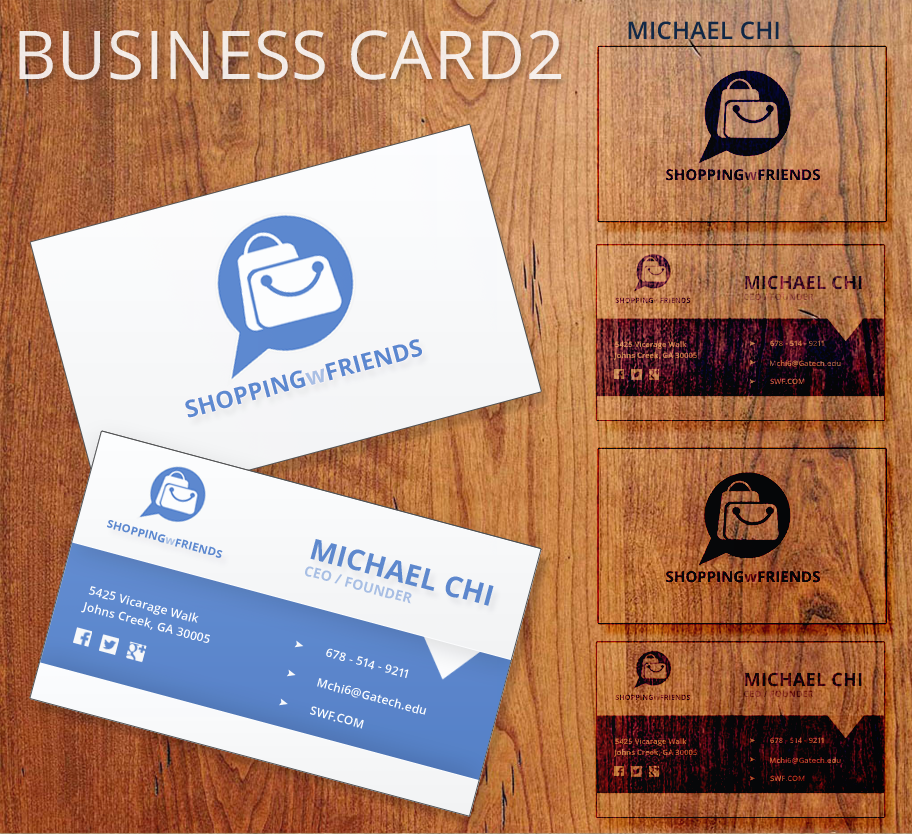 BUSINESS CARD2
MICHAEL CHI
SHOPPINGwFRIENDS
SHOPPINGwFRIENDS
MICHAEL CHI
CEO / FOUNDER
5425 Vicarage Walk
Johns Creek, GA 30005
678 - 514 - 9211
Mchi6@Gatech.edu
SWF.COM
SHOPPINGwFRIENDS
SHOPPINGwFRIENDS
MICHAEL CHI
CEO / FOUNDER
5425 Vicarage Walk
Johns Creek, GA 30005
678 - 514 - 9211
Mchi6@Gatech.edu
SWF.COM
SHOPPINGwFRIENDS
SHOPPINGwFRIENDS
MICHAEL CHI
CEO / FOUNDER
5425 Vicarage Walk
Johns Creek, GA 30005
678 - 514 - 9211
Mchi6@Gatech.edu
SWF.COM